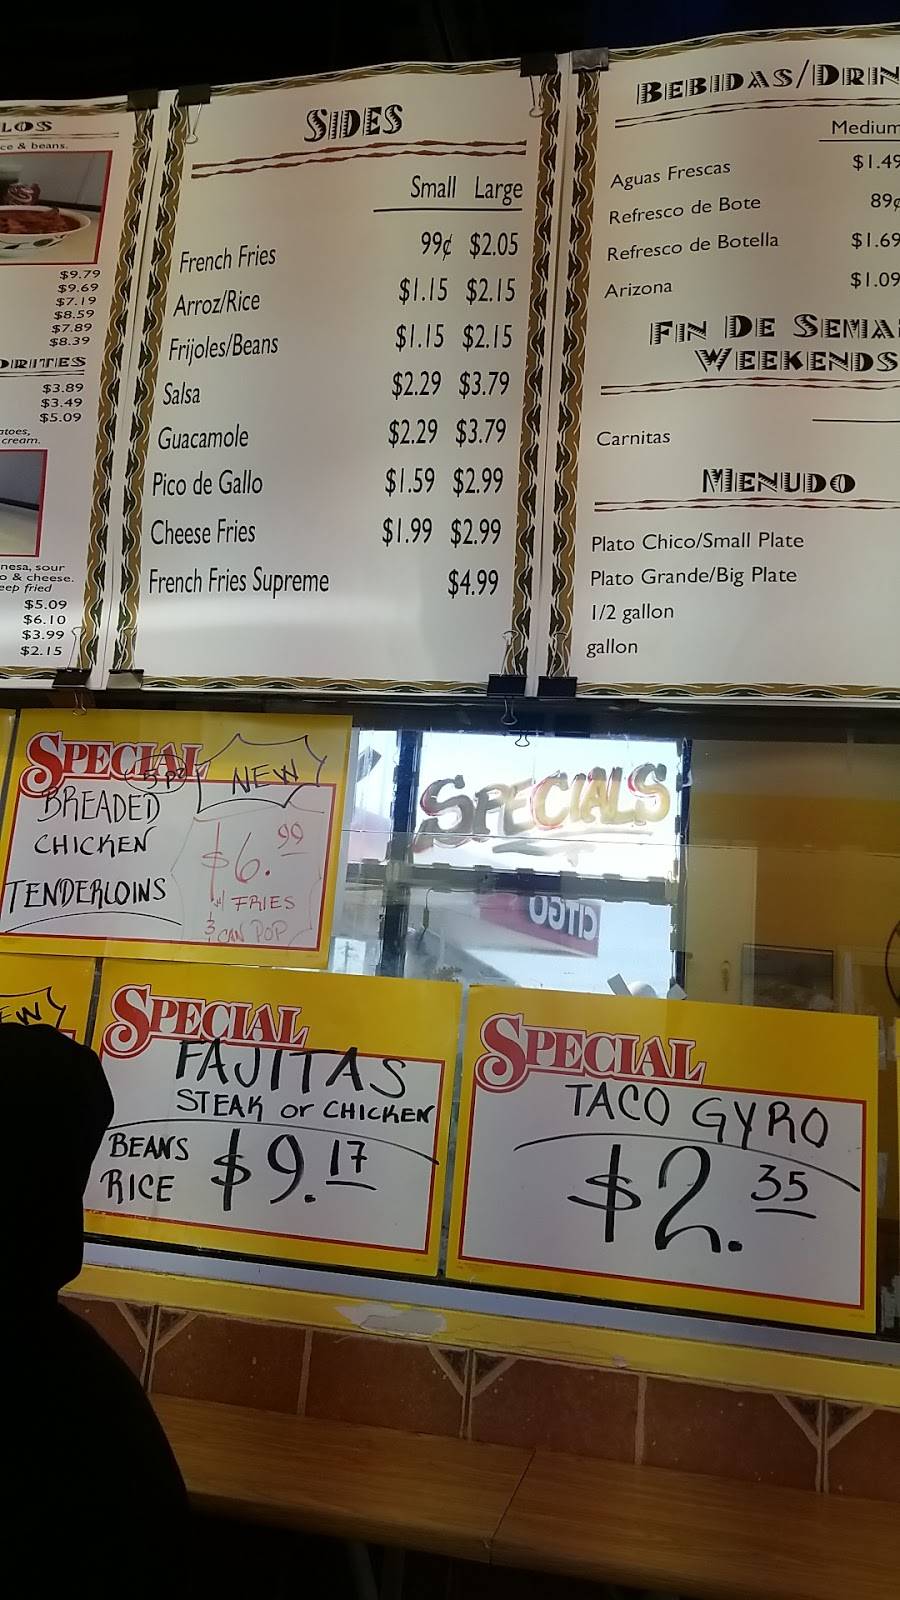 LOS
ce & beans.
$9.79
$9.69
$7.19
$8.59
$7.89
$8.39
ORITES
$3.89
$3.49
$5.09
atoes,
cream.
nesa, sour
o & cheese.
eep fried
$5.09
$6.10
$3.99
$2.15
SIDES
Small Large
French Fries 99¢ $2.05
Arroz/Rice $1.15 $2.15
Frijoles/Beans $1.15 $2.15
Salsa $2.29 $3.79
Guacamole $2.29 $3.79
Pico de Gallo $1.59 $2.99
Cheese Fries $1.99 $2.99
French Fries Supreme $4.99
BEBIDAS/DRIN
Medium
Aguas Frescas $1.49
Refresco de Bote 89¢
Refresco de Botella $1.69
Arizona $1.09
FIN DE SEMA
WEEKENDS
Carnitas
MENUDO
Plato Chico/Small Plate
Plato Grande/Big Plate
1/2 gallon
gallon
SPECIAL
NEW
BREADED
CHICKEN
TENDERLOINS
$6.99
FRIES
CAN POP
SPECIALS
CITGO
EW
SPECIAL
FAJITAS
STEAK or CHICKEN
BEANS
RICE
$9.17
SPECIAL
TACO GYRO
$2.35